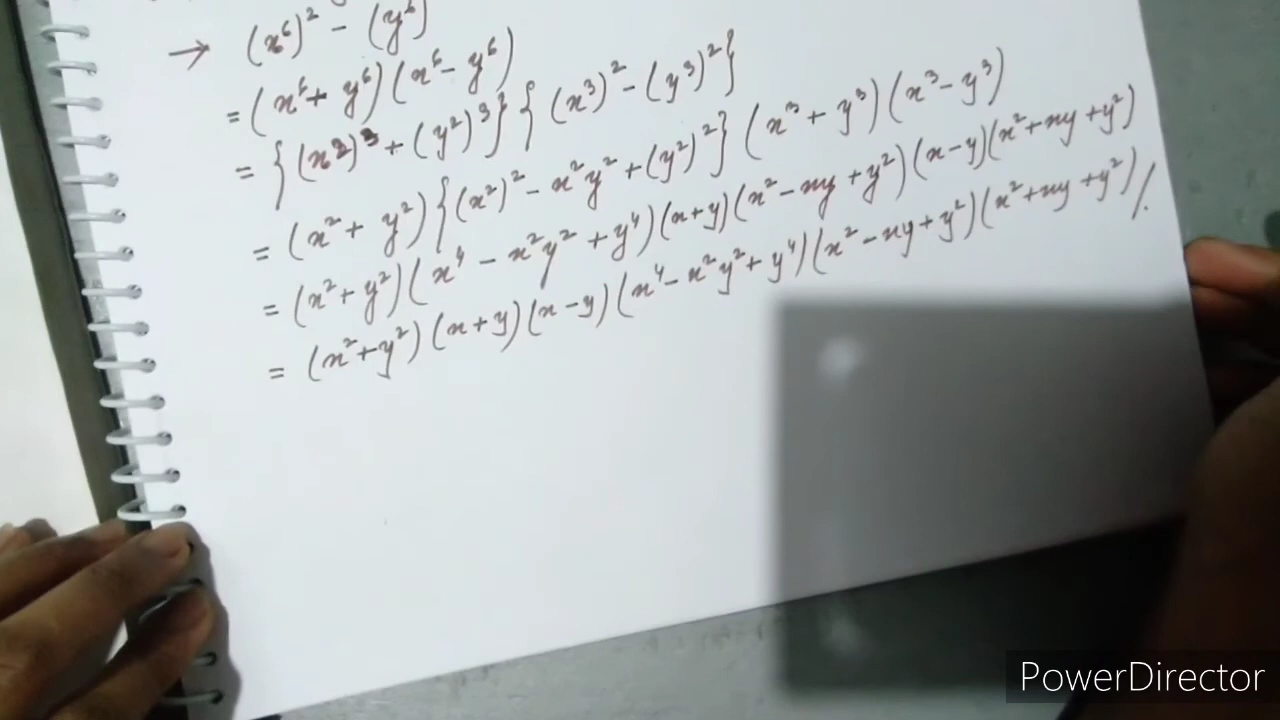 → (x⁶)² - (y⁶)
= (x⁶ + y⁶)(x⁶ - y⁶)
= {(x²)³ + (y²)³}{(x³)² - (y³)²}
= (x² + y²){(x²)² - x²y² + (y²)²}(x³ + y³)(x³ - y³)
= (x² + y²)(x⁴ - x²y² + y⁴)(x + y)(x² - xy + y²)(x - y)(x² + xy + y²)
= (x² + y²)(x + y)(x - y)(x⁴ - x²y² + y⁴)(x² - xy + y²)(x² + xy + y²)
PowerDirector